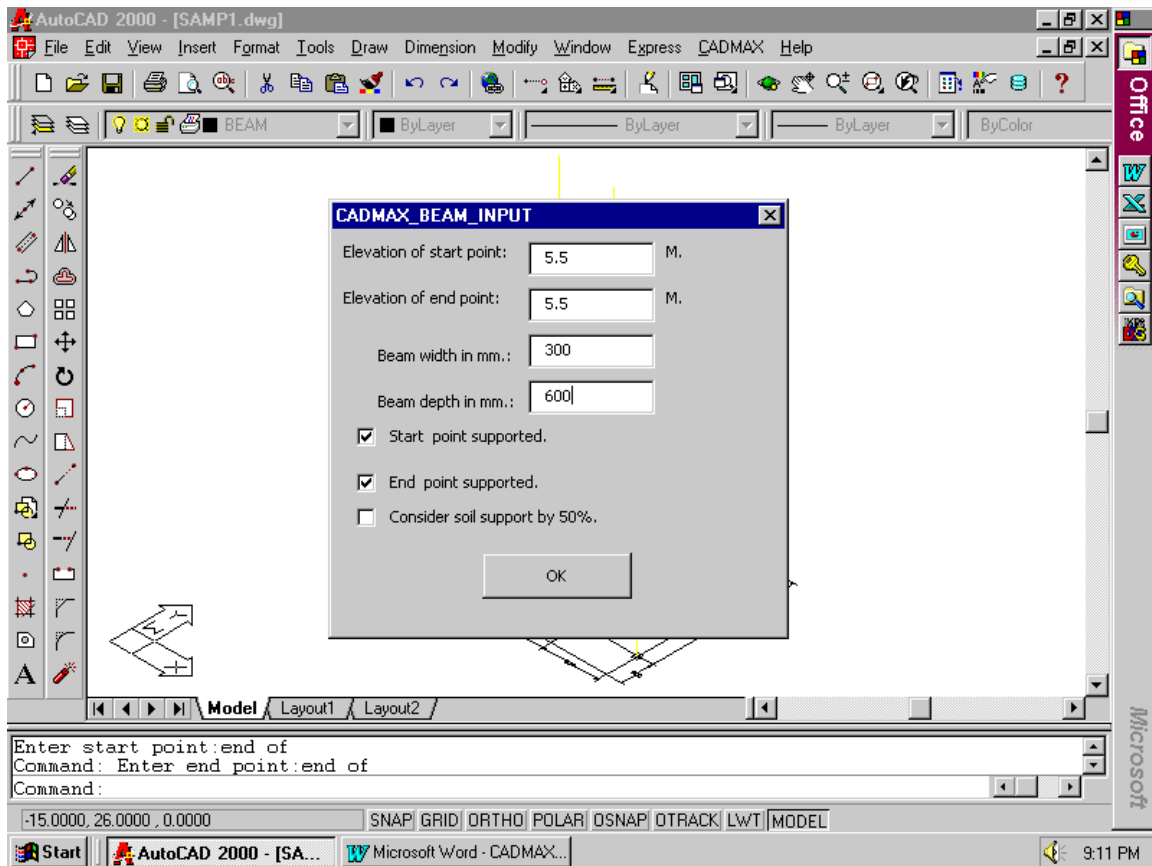 AutoCAD 2000 - [SAMP1.dwg]
File Edit View Insert Format Tools Draw Dimension Modify Window Express CADMAX Help
BEAM ByLayer ByLayer ByLayer ByColor
Office
CADMAX_BEAM_INPUT
Elevation of start point: 5.5 M.
Elevation of end point: 5.5 M.
Beam width in mm.: 300
Beam depth in mm.: 600
Start point supported.
End point supported.
Consider soil support by 50%.
OK
Model Layout1 Layout2
Enter start point:end of
Command: Enter end point:end of
Command:
Microsoft
-15.0000, 26.0000 , 0.0000 SNAP GRID ORTHO POLAR OSNAP OTRACK LWT MODEL
Start AutoCAD 2000 - [SA... Microsoft Word - CADMAX... 9:11 PM